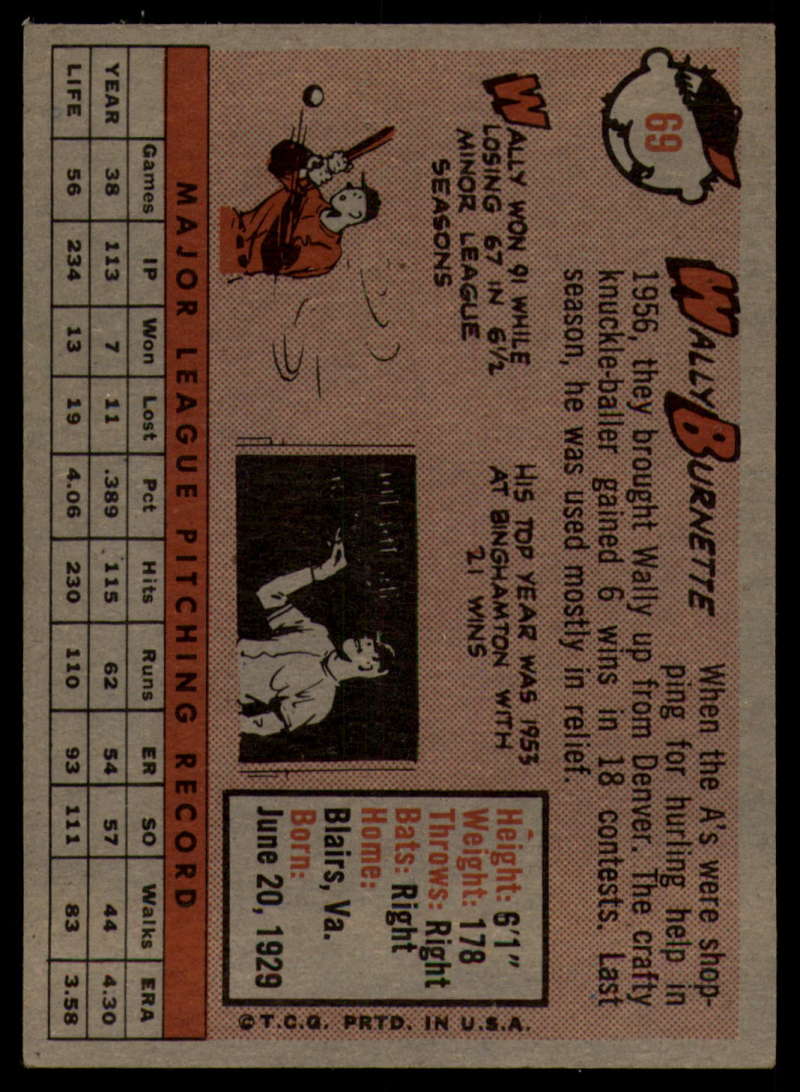 69
WALLY BURNETTE
When the A's were shop-
ping for hurling help in
1956, they brought Wally up from Denver. The crafty
knuckle-baller gained 6 wins in 18 contests. Last
season, he was used mostly in relief.
WALLY WON 91 WHILE
LOSING 67 IN 6½
MINOR LEAGUE
SEASONS
HIS TOP YEAR WAS 1953
AT BINGHAMTON WITH
21 WINS
Height: 6'1"
Weight: 178
Throws: Right
Bats: Right
Home:
Blairs, Va.
Born:
June 20, 1929
© T.C.G. PRTD. IN U.S.A.
MAJOR LEAGUE PITCHING RECORD
Games IP Won Lost Pct Hits Runs ER SO Walks ERA
YEAR 38 113 7 11 .389 115 62 54 57 44 4.30
LIFE 56 234 13 19 4.06 230 110 93 111 83 3.58